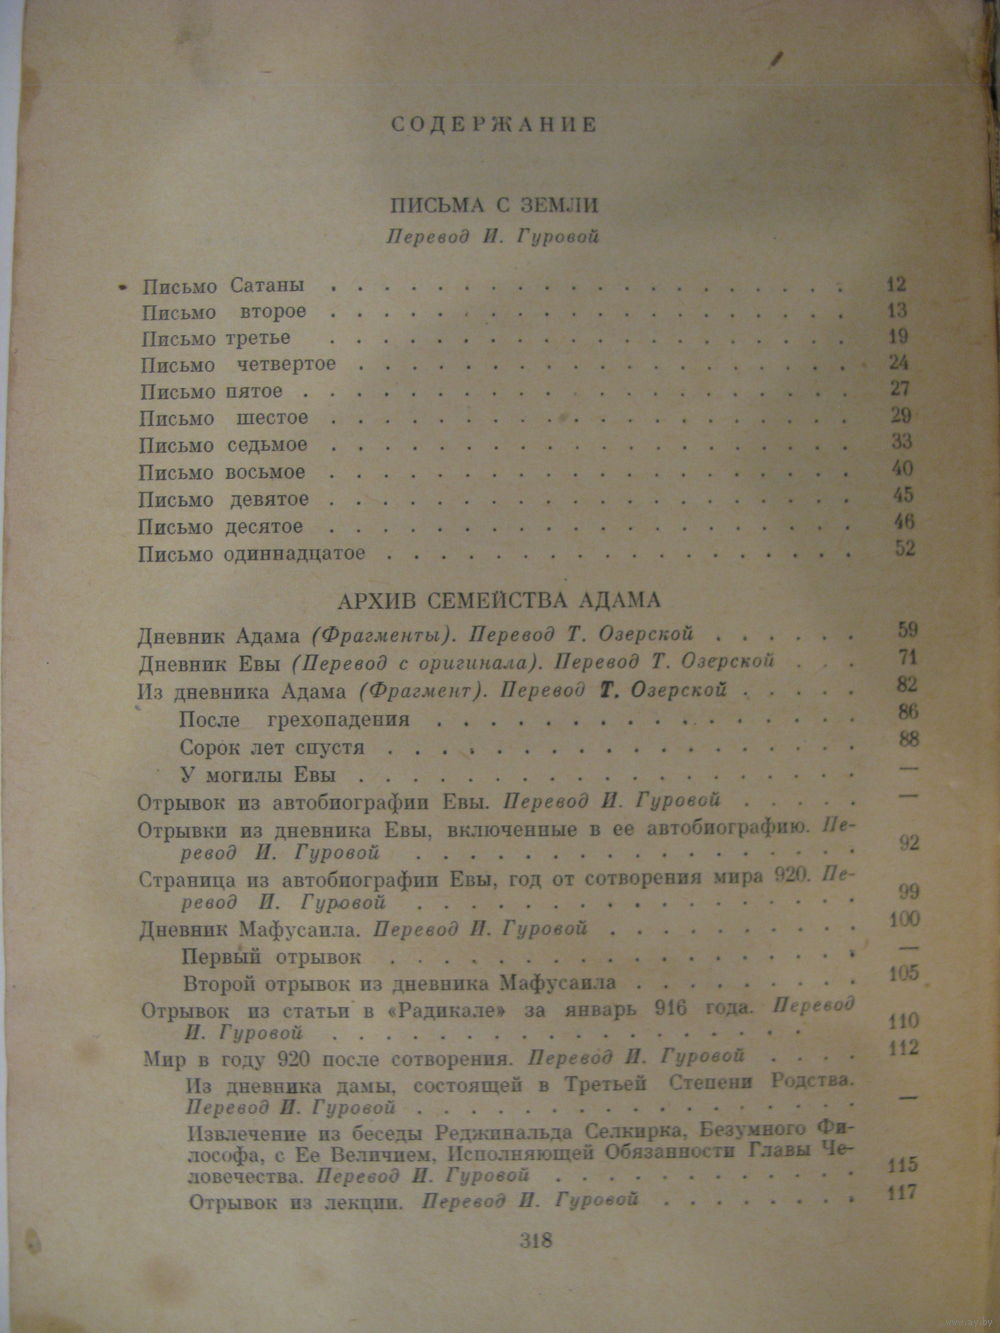 СОДЕРЖАНИЕ
ПИСЬМА С ЗЕМЛИ
Перевод И. Гуровой
Письмо Сатаны . . . . . . . . . . . . . . . . . . . . 12
Письмо второе . . . . . . . . . . . . . . . . . . . . 13
Письмо третье . . . . . . . . . . . . . . . . . . . . 19
Письмо четвертое . . . . . . . . . . . . . . . . . . . 24
Письмо пятое . . . . . . . . . . . . . . . . . . . . . 27
Письмо шестое . . . . . . . . . . . . . . . . . . . . 29
Письмо седьмое . . . . . . . . . . . . . . . . . . . . 33
Письмо восьмое . . . . . . . . . . . . . . . . . . . . 40
Письмо девятое . . . . . . . . . . . . . . . . . . . . 45
Письмо десятое . . . . . . . . . . . . . . . . . . . . 46
Письмо одиннадцатое . . . . . . . . . . . . . . . . . . 52
АРХИВ СЕМЕЙСТВА АДАМА
Дневник Адама (Фрагменты). Перевод Т. Озерской . . . . . . 59
Дневник Евы (Перевод с оригинала). Перевод Т. Озерской . . . 71
Из дневника Адама (Фрагмент). Перевод Т. Озерской . . . . . 82
После грехопадения . . . . . . . . . . . . . . . . 86
Сорок лет спустя . . . . . . . . . . . . . . . . . . 88
У могилы Евы . . . . . . . . . . . . . . . . . . . —
Отрывок из автобиографии Евы. Перевод И. Гуровой . . . . . —
Отрывки из дневника Евы, включенные в ее автобиографию. Пе-
ревод И. Гуровой . . . . . . . . . . . . . . . . . 92
Страница из автобиографии Евы, год от сотворения мира 920. Пе-
ревод И. Гуровой . . . . . . . . . . . . . . . . . 99
Дневник Мафусаила. Перевод И. Гуровой . . . . . . . . . . 100
Первый отрывок . . . . . . . . . . . . . . . . . . —
Второй отрывок из дневника Мафусаила . . . . . . . . . 105
Отрывок из статьи в «Радикале» за январь 916 года. Перевод
И. Гуровой . . . . . . . . . . . . . . . . . . 110
Мир в году 920 после сотворения. Перевод И. Гуровой . . . . 112
Из дневника дамы, состоящей в Третьей Степени Родства.
Перевод И. Гуровой . . . . . . . . . . . . . . . . . —
Извлечение из беседы Реджинальда Селкирка, Безумного Фи-
лософа, с Ее Величием, Исполняющей Обязанности Главы Че-
ловечества. Перевод И. Гуровой . . . . . . . . . . . . 115
Отрывок из лекции. Перевод И. Гуровой . . . . . . . . 117
318
www.ay.by